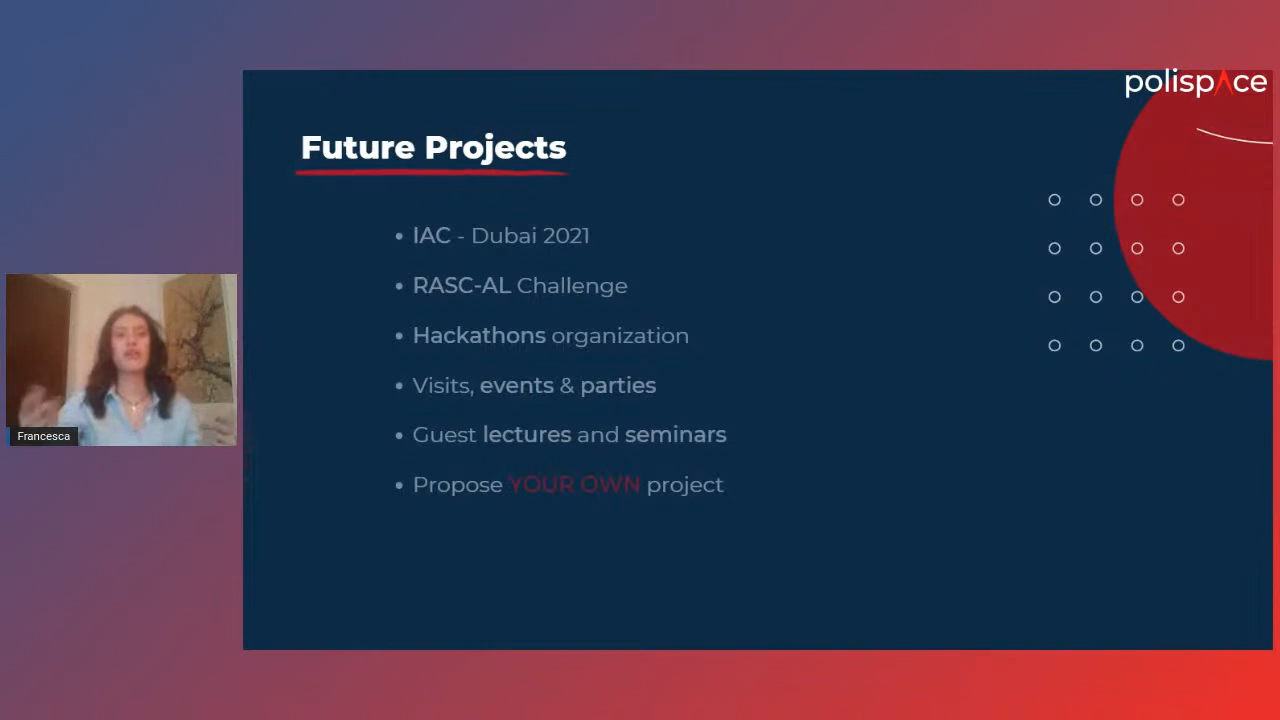 polispace
Future Projects
• IAC - Dubai 2021
• RASC-AL Challenge
• Hackathons organization
• Visits, events & parties
• Guest lectures and seminars
• Propose YOUR OWN project
Francesca